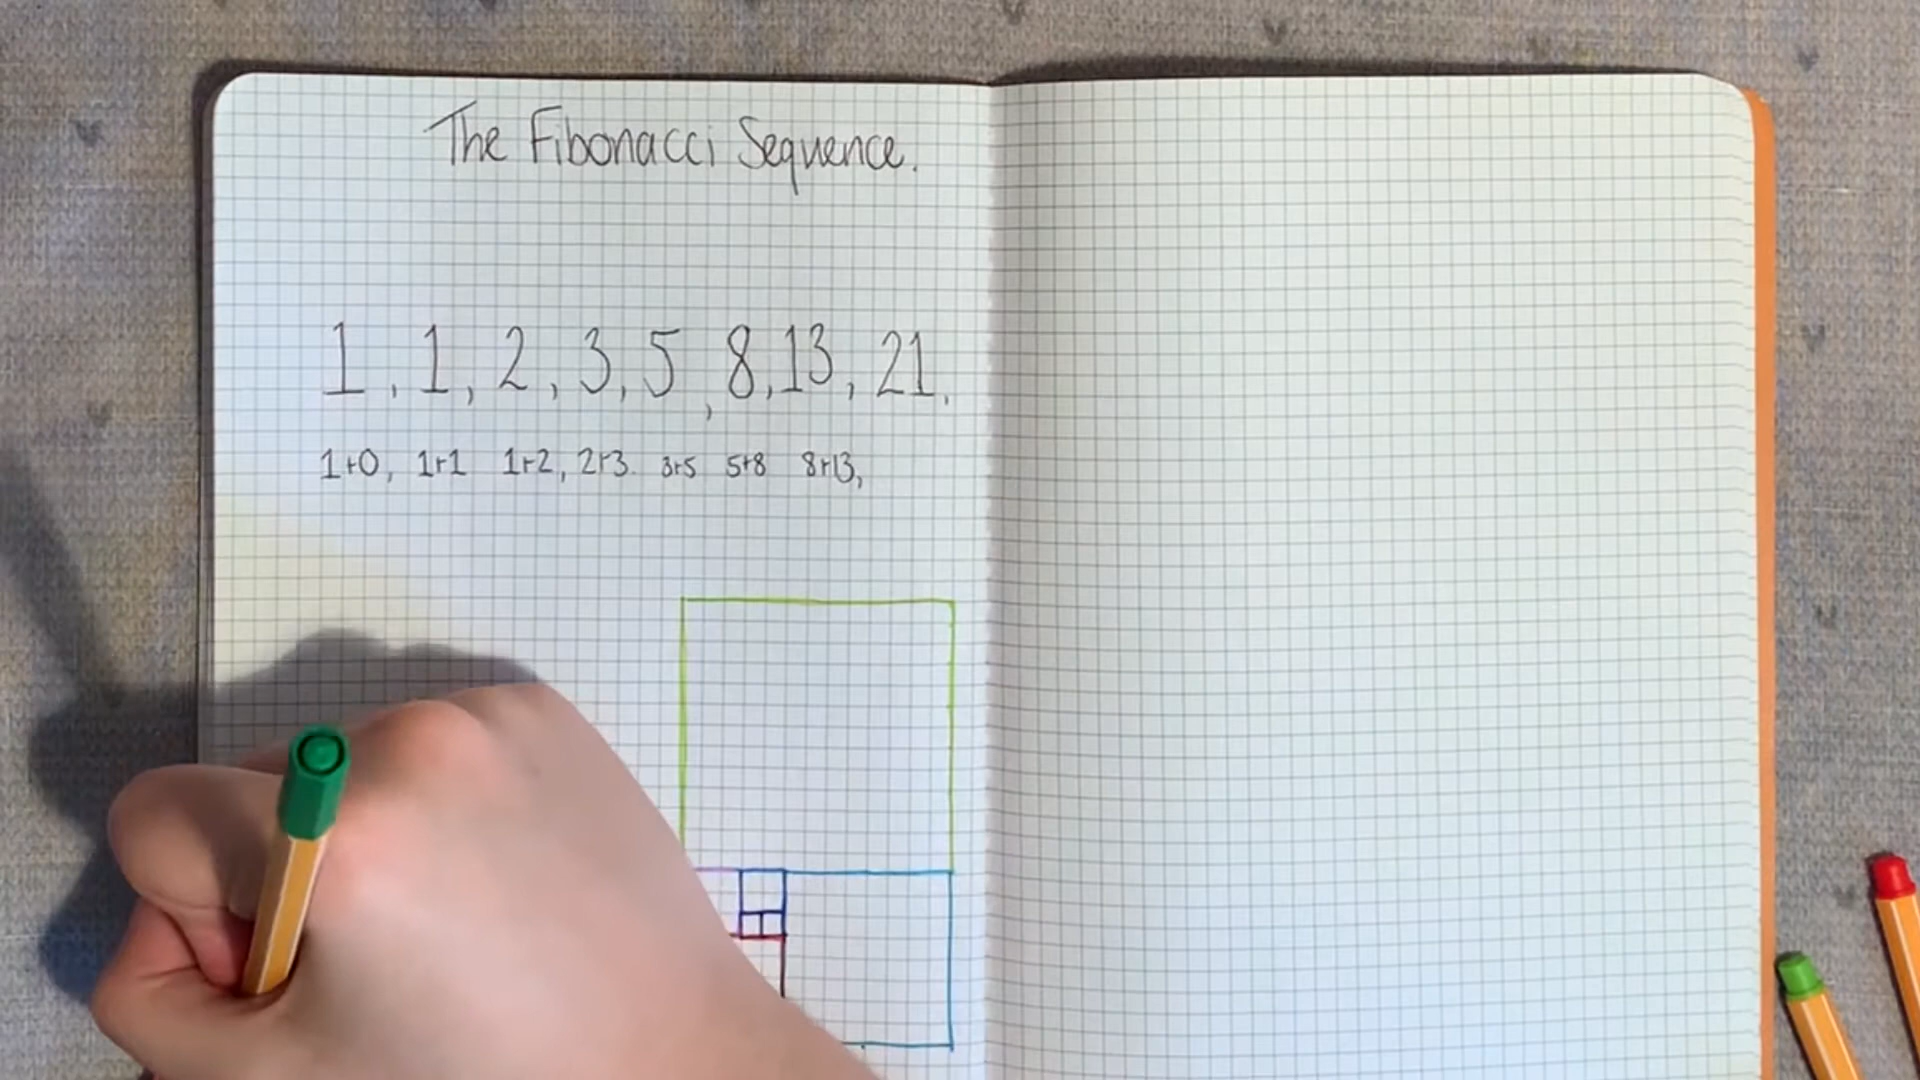 The Fibonacci Sequence.
1, 1, 2, 3, 5, 8, 13, 21,
1+0, 1+1 1+2, 2+3. 3+5 5+8 8+13,